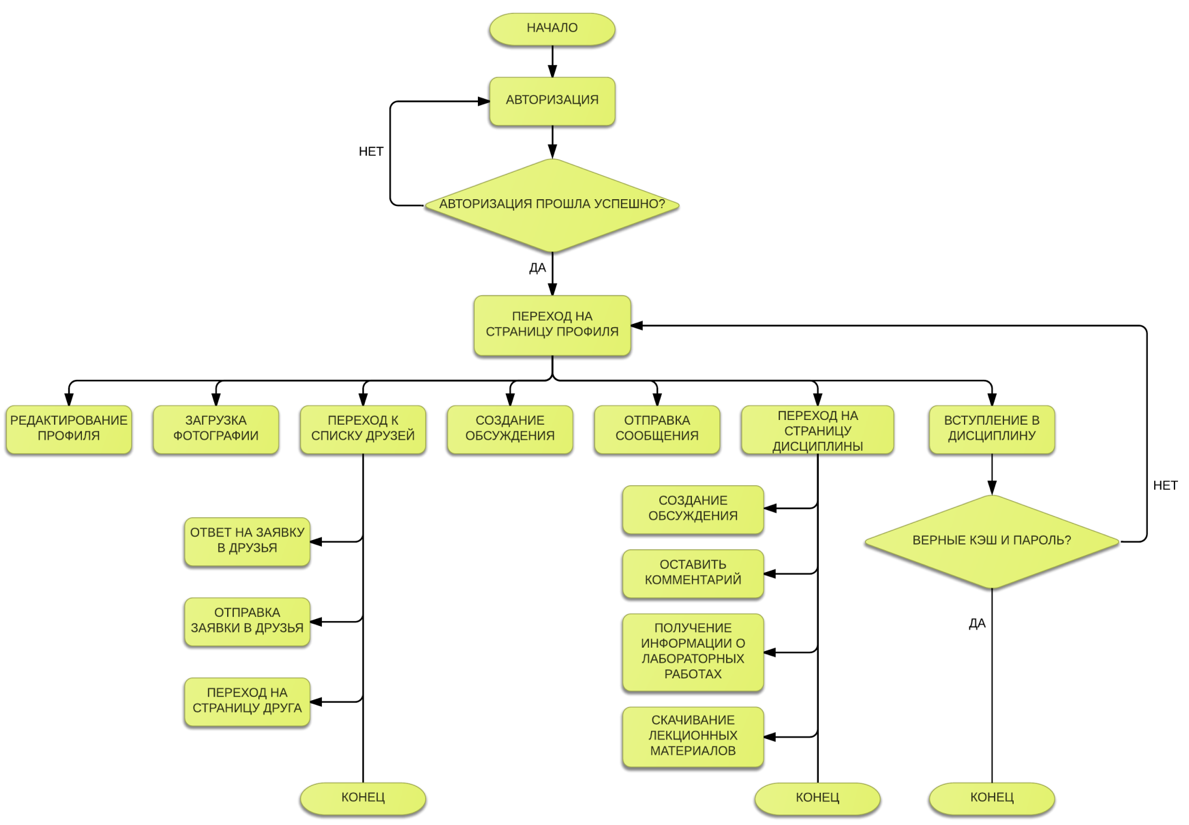 НАЧАЛО
АВТОРИЗАЦИЯ
НЕТ
АВТОРИЗАЦИЯ ПРОШЛА УСПЕШНО?
ДА
ПЕРЕХОД НА
СТРАНИЦУ ПРОФИЛЯ
РЕДАКТИРОВАНИЕ
ПРОФИЛЯ
ЗАГРУЗКА
ФОТОГРАФИИ
ПЕРЕХОД К
СПИСКУ ДРУЗЕЙ
СОЗДАНИЕ
ОБСУЖДЕНИЯ
ОТПРАВКА
СООБЩЕНИЯ
ПЕРЕХОД НА
СТРАНИЦУ
ДИСЦИПЛИНЫ
ВСТУПЛЕНИЕ В
ДИСЦИПЛИНУ
НЕТ
ОТВЕТ НА ЗАЯВКУ
В ДРУЗЬЯ
ОТПРАВКА
ЗАЯВКИ В ДРУЗЬЯ
ПЕРЕХОД НА
СТРАНИЦУ ДРУГА
СОЗДАНИЕ
ОБСУЖДЕНИЯ
ОСТАВИТЬ
КОММЕНТАРИЙ
ПОЛУЧЕНИЕ
ИНФОРМАЦИИ О
ЛАБОРАТОРНЫХ
РАБОТАХ
СКАЧИВАНИЕ
ЛЕКЦИОННЫХ
МАТЕРИАЛОВ
ВЕРНЫЕ КЭШ И ПАРОЛЬ?
ДА
КОНЕЦ
КОНЕЦ
КОНЕЦ